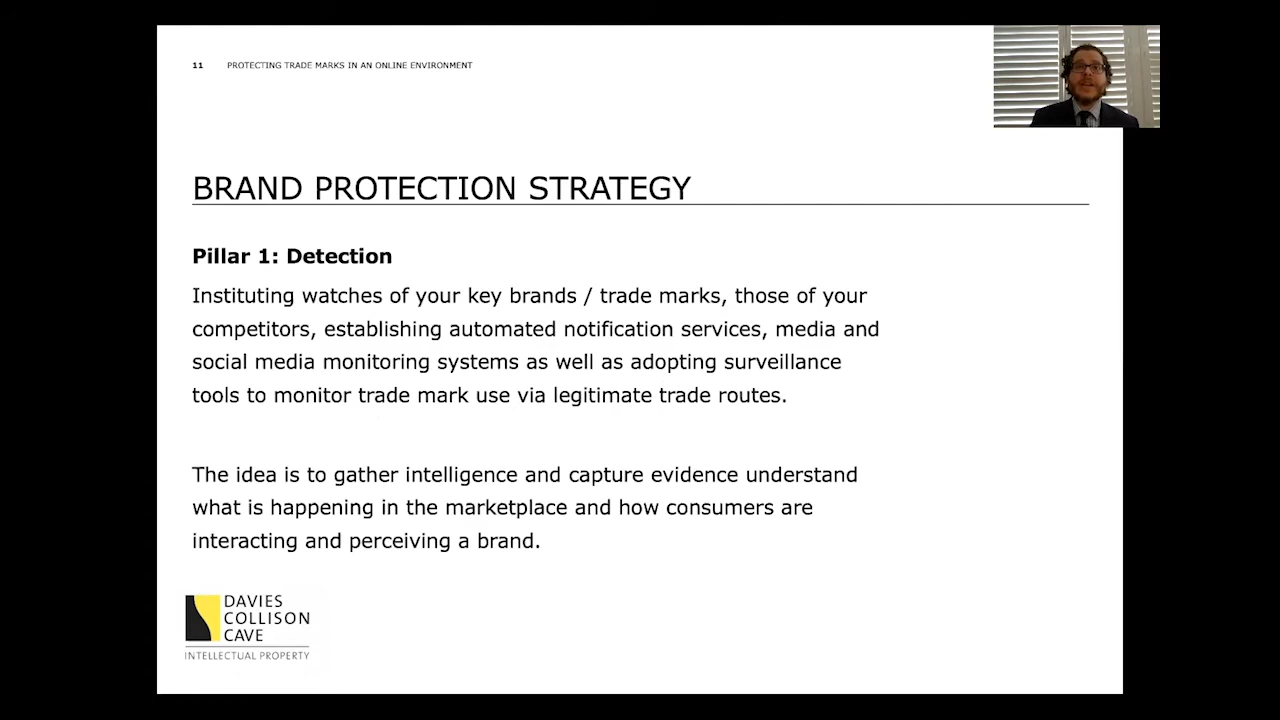 11 PROTECTING TRADE MARKS IN AN ONLINE ENVIRONMENT
BRAND PROTECTION STRATEGY
Pillar 1: Detection
Instituting watches of your key brands / trade marks, those of your
competitors, establishing automated notification services, media and
social media monitoring systems as well as adopting surveillance
tools to monitor trade mark use via legitimate trade routes.
The idea is to gather intelligence and capture evidence understand
what is happening in the marketplace and how consumers are
interacting and perceiving a brand.
DAVIES
COLLISON
CAVE
INTELLECTUAL PROPERTY